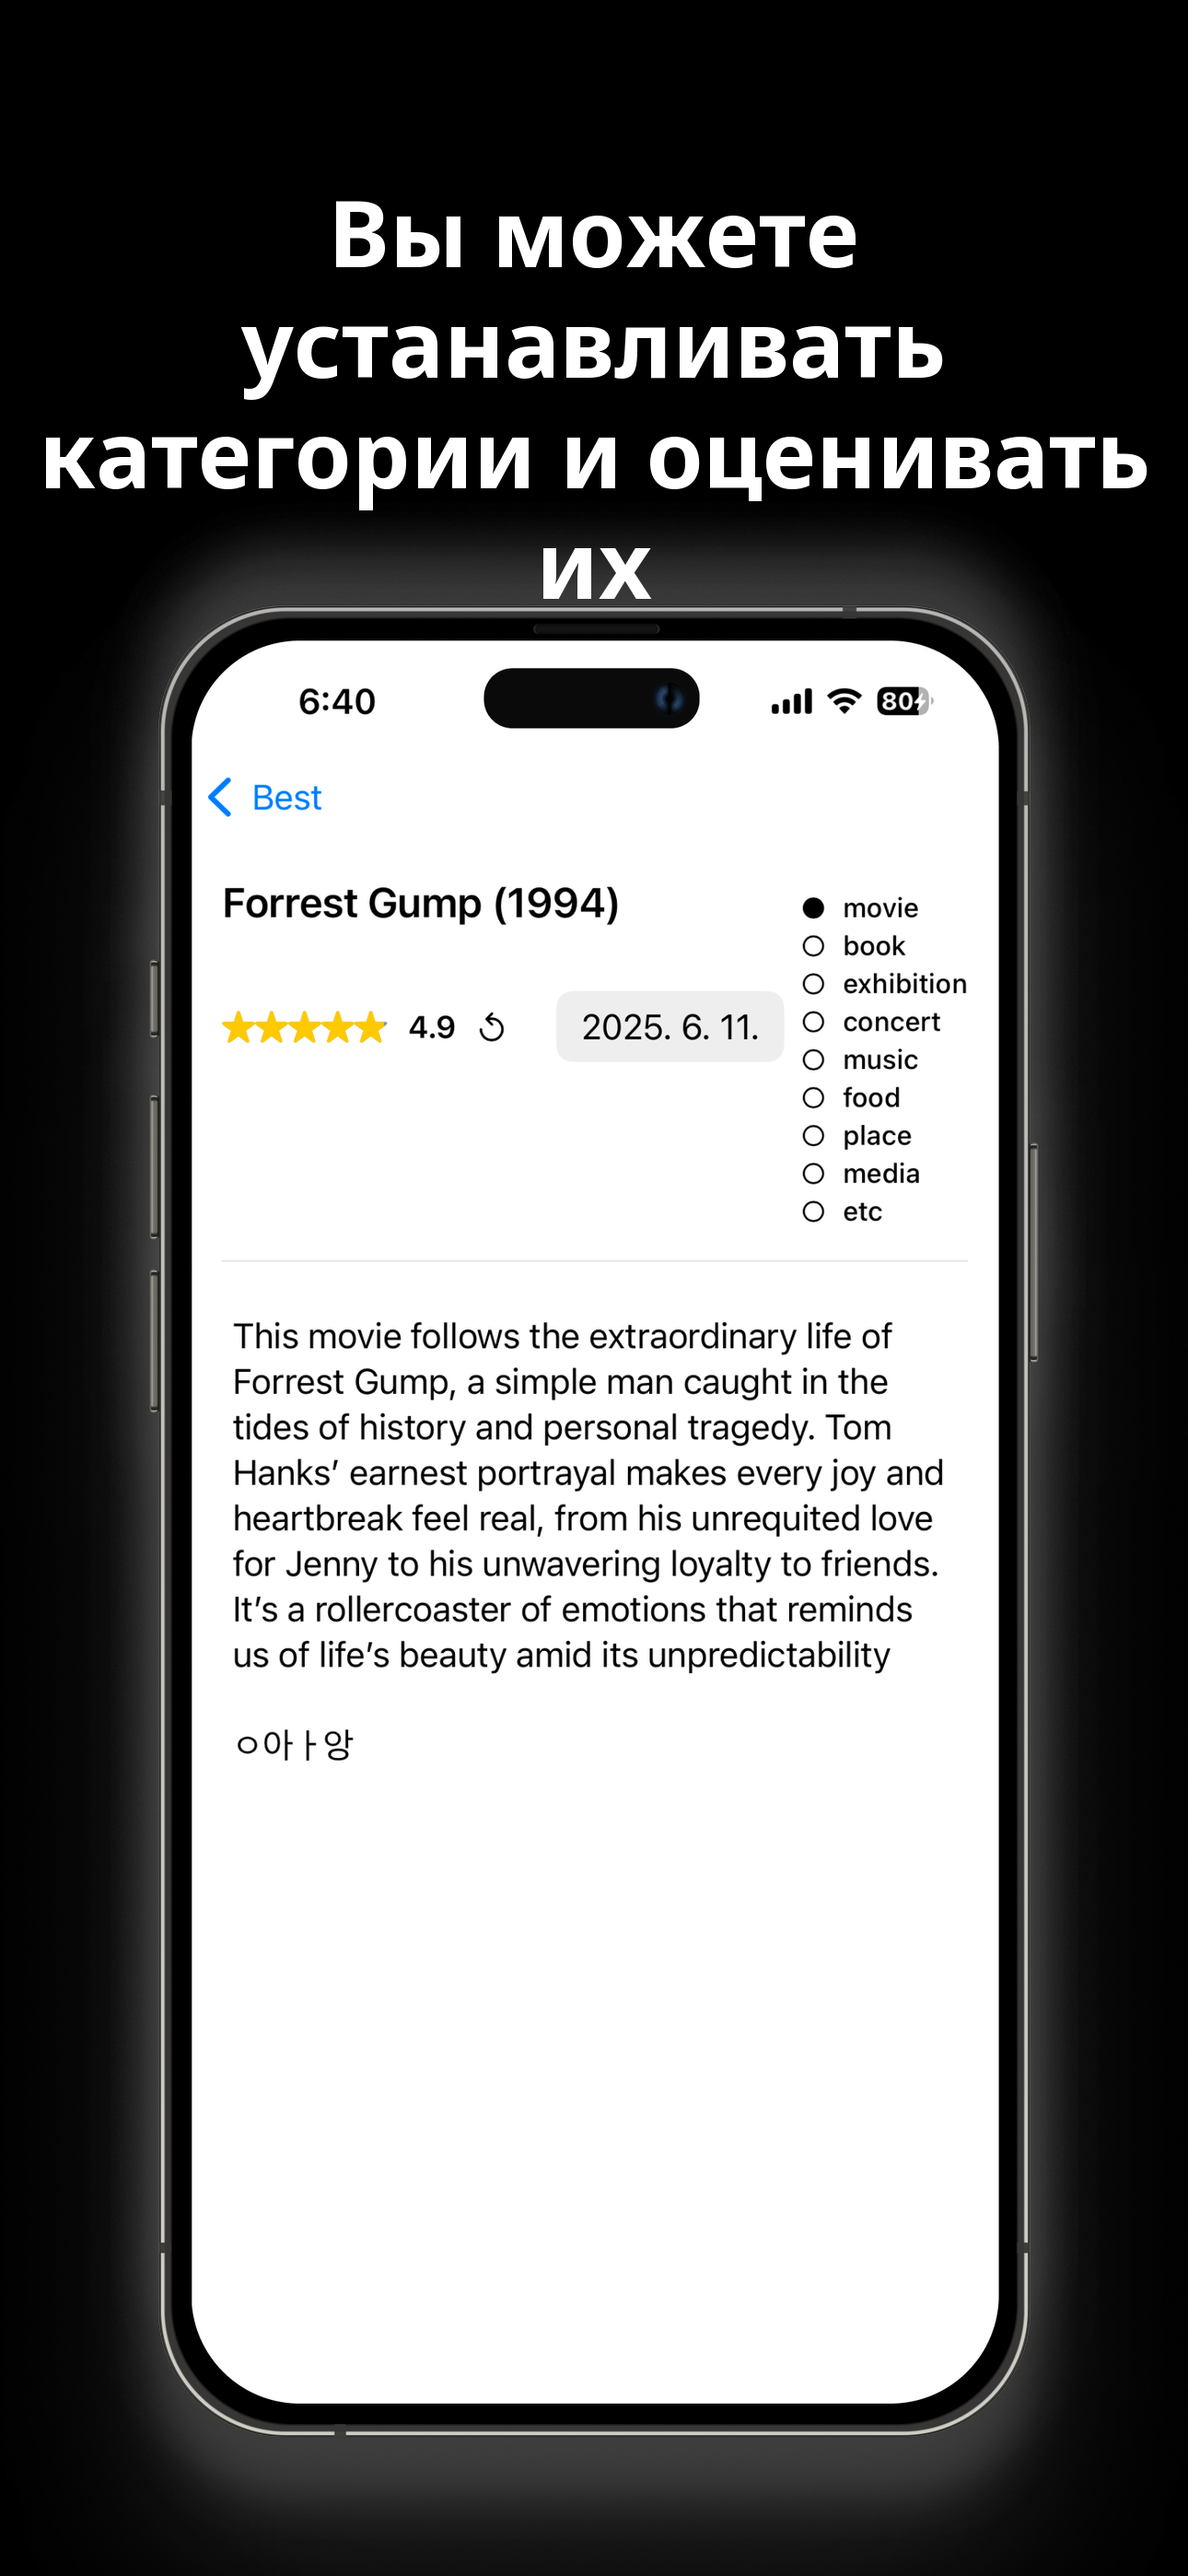 Вы можете
устанавливать
категории и оценивать
их
6:40
80
Best
Forrest Gump (1994)
4.9
2025. 6. 11.
movie
book
exhibition
concert
music
food
place
media
etc
This movie follows the extraordinary life of
Forrest Gump, a simple man caught in the
tides of history and personal tragedy. Tom
Hanks’ earnest portrayal makes every joy and
heartbreak feel real, from his unrequited love
for Jenny to his unwavering loyalty to friends.
It’s a rollercoaster of emotions that reminds
us of life’s beauty amid its unpredictability
ㅇ아ㅏ앙